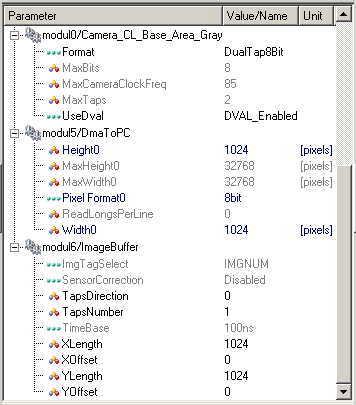 Parameter Value/Name Unit
modul0/Camera_CL_Base_Area_Gray
Format DualTap8Bit
MaxBits 8
MaxCameraClockFreq 85
MaxTaps 2
UseDval DVAL_Enabled
modul5/DmaToPC
Height0 1024 [pixels]
MaxHeight0 32768 [pixels]
MaxWidth0 32768 [pixels]
Pixel Format0 8bit
ReadLongsPerLine 0
Width0 1024 [pixels]
modul6/ImageBuffer
ImgTagSelect IMGNUM
SensorCorrection Disabled
TapsDirection 0
TapsNumber 1
TimeBase 100ns
XLength 1024
XOffset 0
YLength 1024
YOffset 0